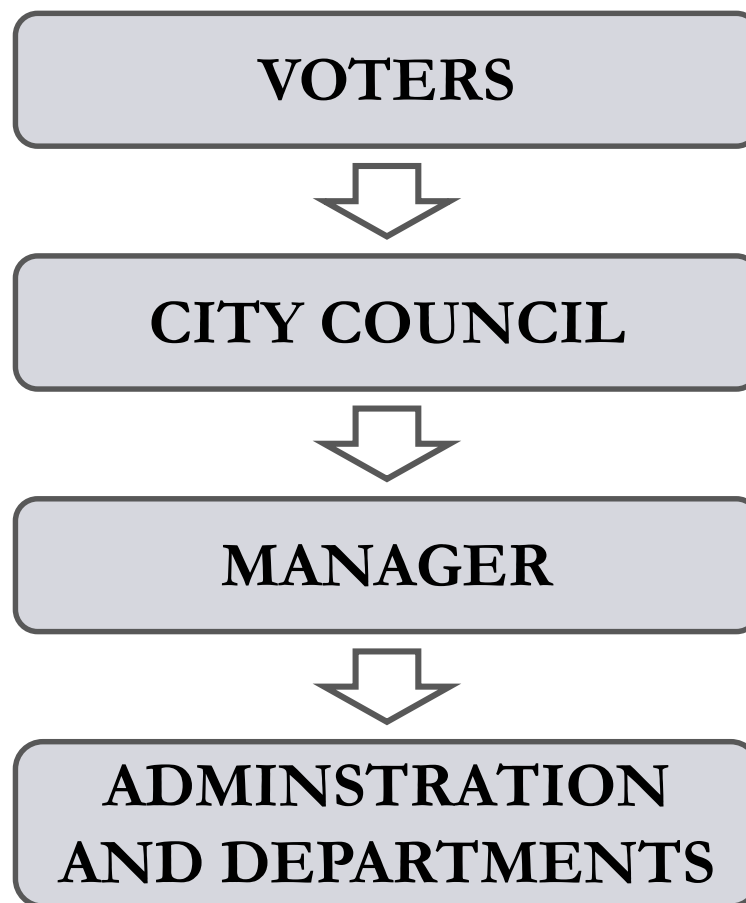 VOTERS
CITY COUNCIL
MANAGER
ADMINSTRATION
AND DEPARTMENTS